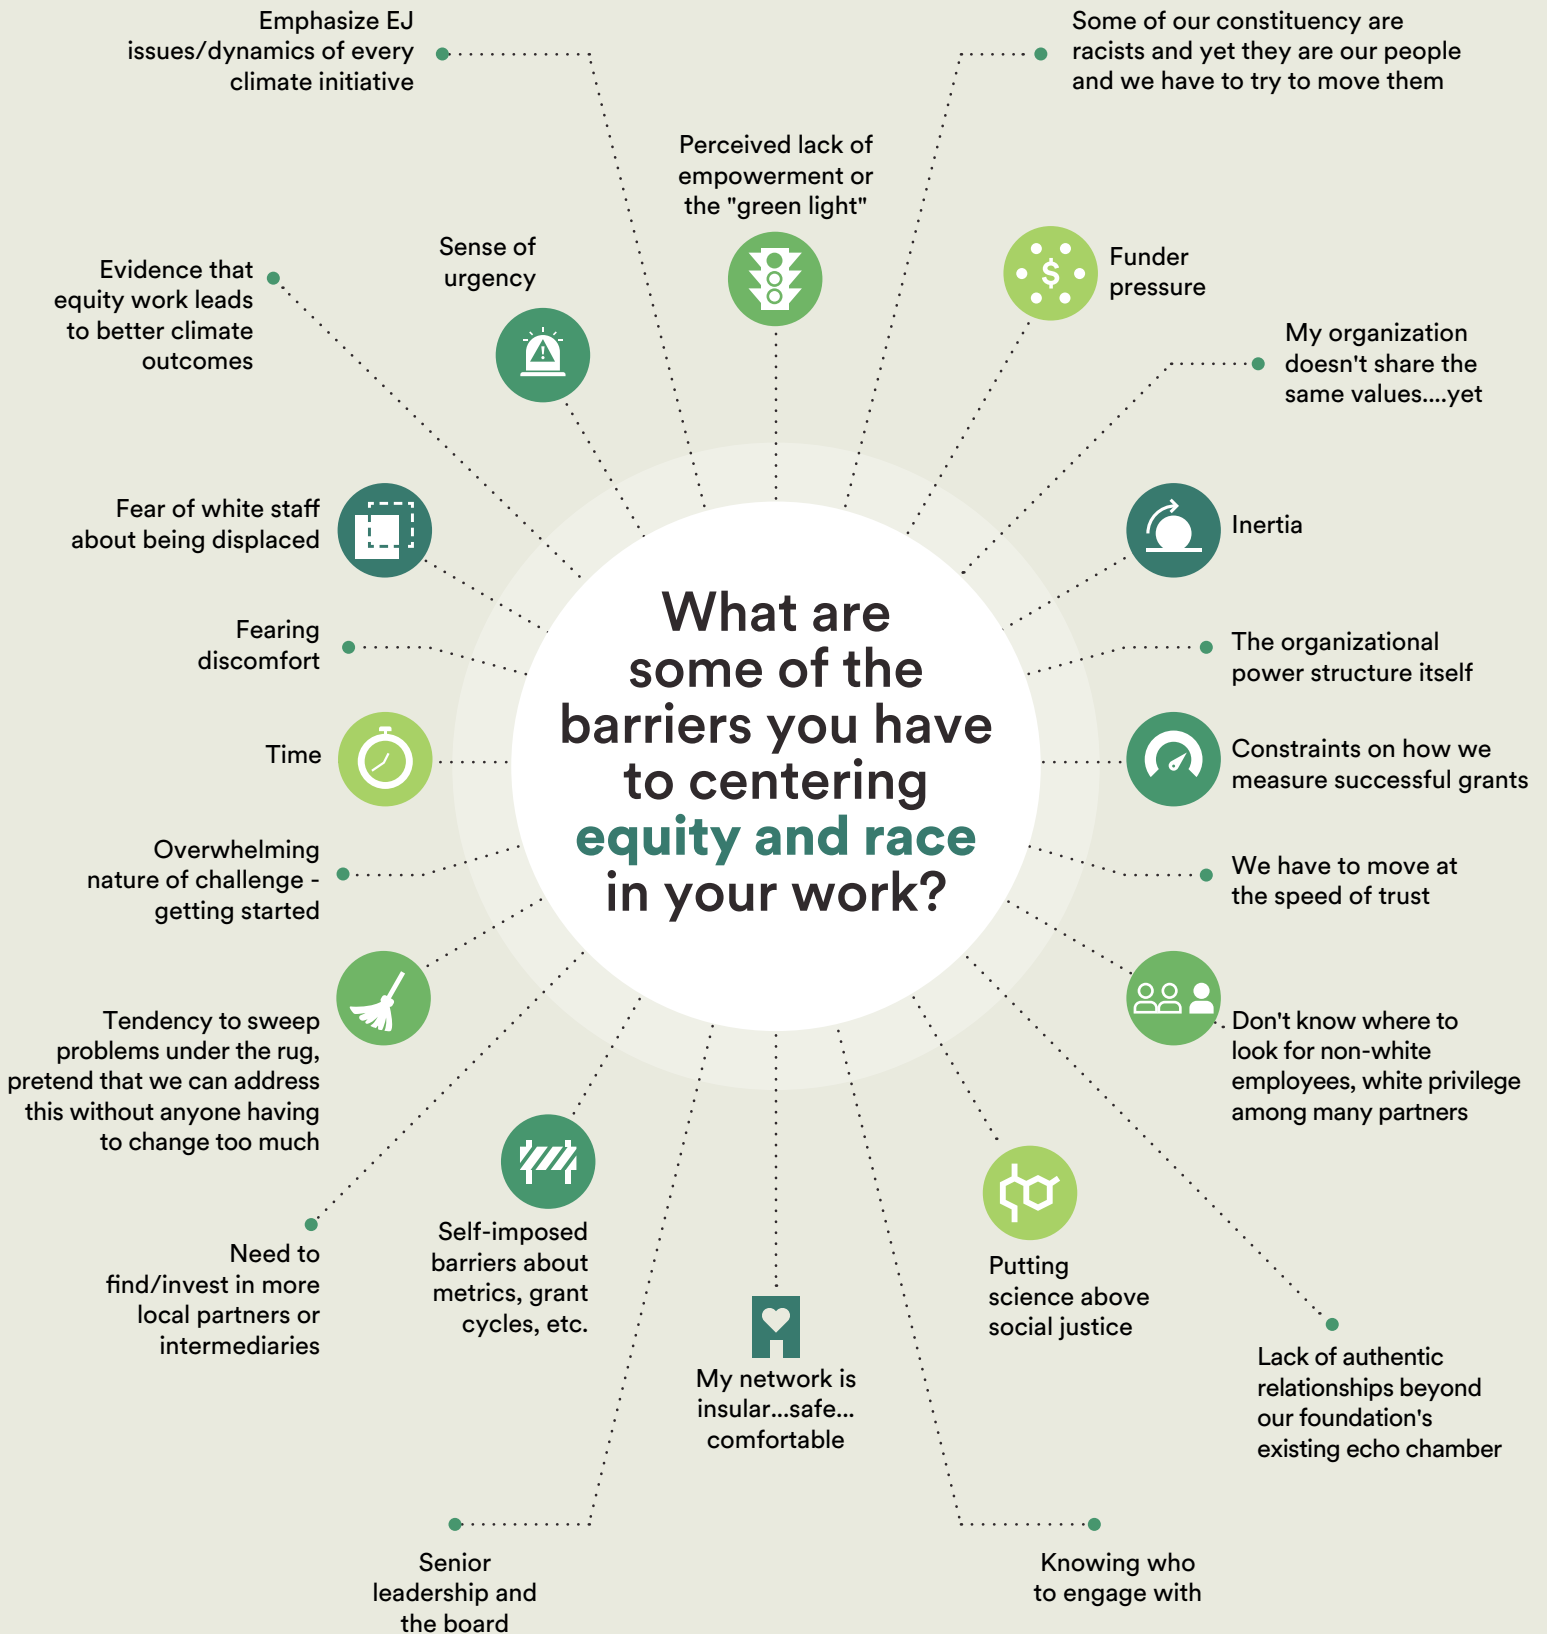 Emphasize EJ
issues/dynamics of every
climate initiative
Some of our constituency are
racists and yet they are our people
and we have to try to move them
Perceived lack of
empowerment or
the "green light"
Sense of
urgency
Funder
pressure
$
Evidence that
equity work leads
to better climate
outcomes
My organization
doesn't share the
same values....yet
Fear of white staff
about being displaced
Inertia
Fearing
discomfort
The organizational
power structure itself
Time
Constraints on how we
measure successful grants
What are
some of the
barriers you have
to centering
equity and race
in your work?
Overwhelming
nature of challenge -
getting started
We have to move at
the speed of trust
Tendency to sweep
problems under the rug,
pretend that we can address
this without anyone having
to change too much
Don't know where to
look for non-white
employees, white privilege
among many partners
Need to
find/invest in more
local partners or
intermediaries
Self-imposed
barriers about
metrics, grant
cycles, etc.
My network is
insular...safe...
comfortable
Putting
science above
social justice
Lack of authentic
relationships beyond
our foundation's
existing echo chamber
Senior
leadership and
the board
Knowing who
to engage with